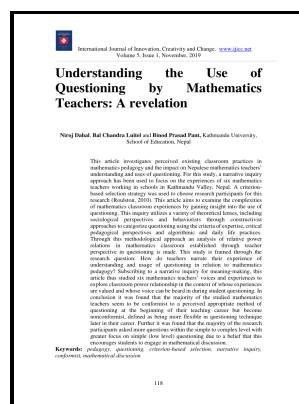 International Journal of Innovation, Creativity and Change. www.ijicc.net
Volume 5, Issue 1, November, 2019
Understanding the Use of
Questioning by Mathematics
Teachers: A revelation
Niroj Dahal, Bal Chandra Luitel and Binod Prasad Pant, Kathmandu University,
School of Education, Nepal
This article investigates perceived existing classroom practices in
mathematics pedagogy and the impact on Nepalese mathematics teachers'
understanding and uses of questioning. For this study, a narrative inquiry
approach has been used to focus on the experiences of six mathematics
teachers working in schools in Kathmandu Valley, Nepal. A criterion-
based selection strategy was used to choose research participants for this
research (Roulston, 2010). This article aims to examine the complexities
of mathematics classroom experiences by gaining insight into the use of
questioning. This inquiry utilizes a variety of theoretical lenses, including
sociological perspectives and behaviorists through constructivist
approaches to categorize questioning using the criteria of expertise, critical
pedagogical perspectives and algorithmic and daily life practices.
Through the methodological approach an analysis of relative power
relations in mathematics classroom established through teacher
perspective in questioning is made. This study is framed through the
research question: How do teachers narrate their experience of
understanding and usage of questioning in relation to mathematics
pedagogy? Subscribing to a narrative inquiry for meaning-making, this
article thus studied six mathematics teachers' voices and experiences to
explore classroom power relationship in the context of whose experiences
are valued and whose voice can be heard in during student questioning. In
conclusion it was found that the majority of the studied mathematics
teachers seem to be conformist to a perceived appropriate method of
questioning at the beginning of their teaching career but become
nonconformist, defined as being more flexible in questioning technique
later in their career. Further it was found that the majority of the research
participants asked more questions within the simple to complex level with
greater focus on simple (low level) questioning due to a belief that this
encourages students to engage in mathematical discussion.
Keywords: pedagogy, questioning, criterion-based selection, narrative inquiry,
conformist, mathematical discussion
118